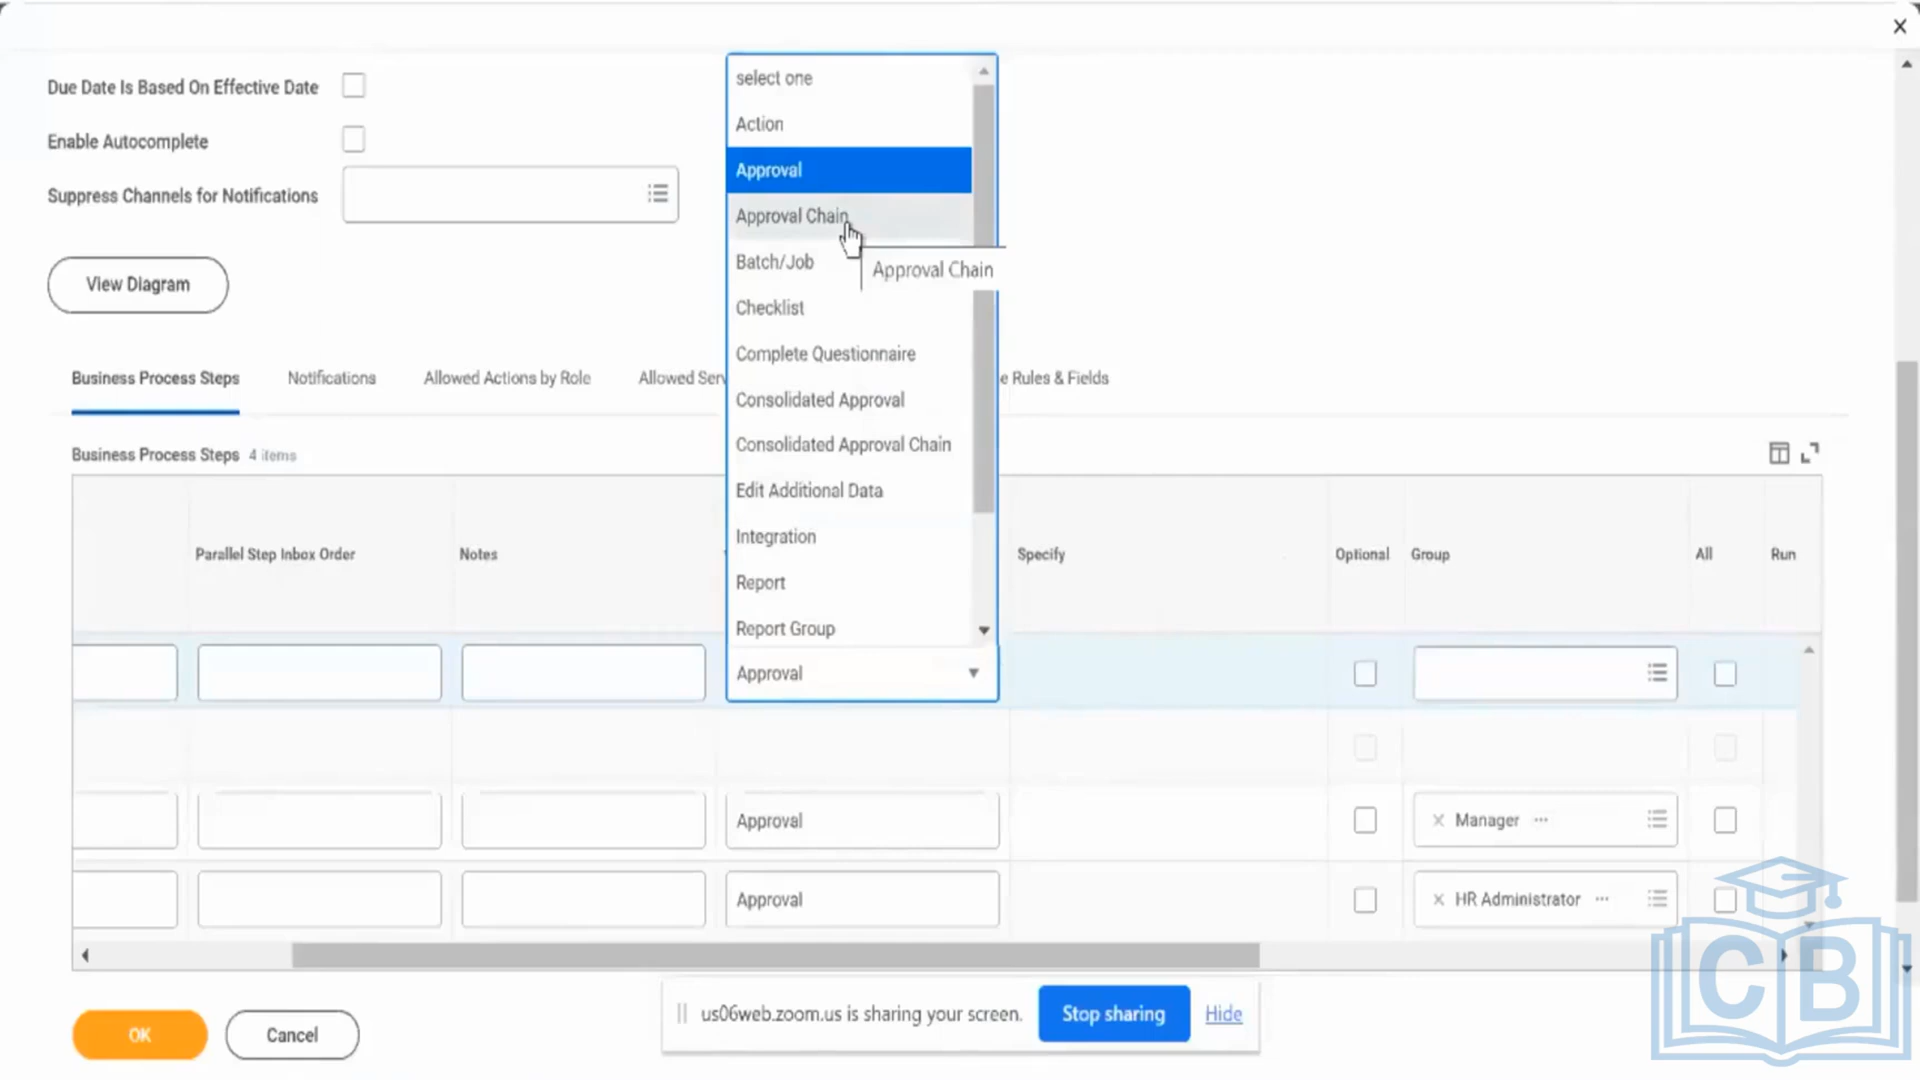 Due Date Is Based On Effective Date
Enable Autocomplete
Suppress Channels for Notifications
View Diagram
select one
Action
Approval
Approval Chain
Approval Chain
Batch/Job
Checklist
Complete Questionnaire
Consolidated Approval
Consolidated Approval Chain
Edit Additional Data
Integration
Report
Report Group
Approval
Business Process Steps
Notifications
Allowed Actions by Role
Allowed Serv
e Rules & Fields
Business Process Steps 4 items
Parallel Step Inbox Order
Notes
Specify
Optional
Group
All
Run
Approval
Manager
Approval
HR Administrator
OK
Cancel
us06web.zoom.us is sharing your screen.
Stop sharing
Hide
CB